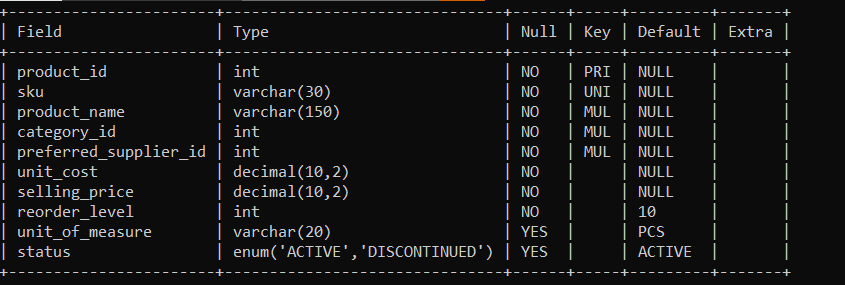 +-----------------------+-------------------------------+------+-----+---------+-------+
| Field                 | Type                          | Null | Key | Default | Extra |
+-----------------------+-------------------------------+------+-----+---------+-------+
| product_id            | int                           | NO   | PRI | NULL    |       |
| sku                   | varchar(30)                   | NO   | UNI | NULL    |       |
| product_name          | varchar(150)                  | NO   | MUL | NULL    |       |
| category_id           | int                           | NO   | MUL | NULL    |       |
| preferred_supplier_id | int                           | NO   | MUL | NULL    |       |
| unit_cost             | decimal(10,2)                 | NO   |     | NULL    |       |
| selling_price         | decimal(10,2)                 | NO   |     | NULL    |       |
| reorder_level         | int                           | NO   |     | 10      |       |
| unit_of_measure       | varchar(20)                   | YES  |     | PCS     |       |
| status                | enum('ACTIVE','DISCONTINUED') | YES  |     | ACTIVE  |       |
+-----------------------+-------------------------------+------+-----+---------+-------+